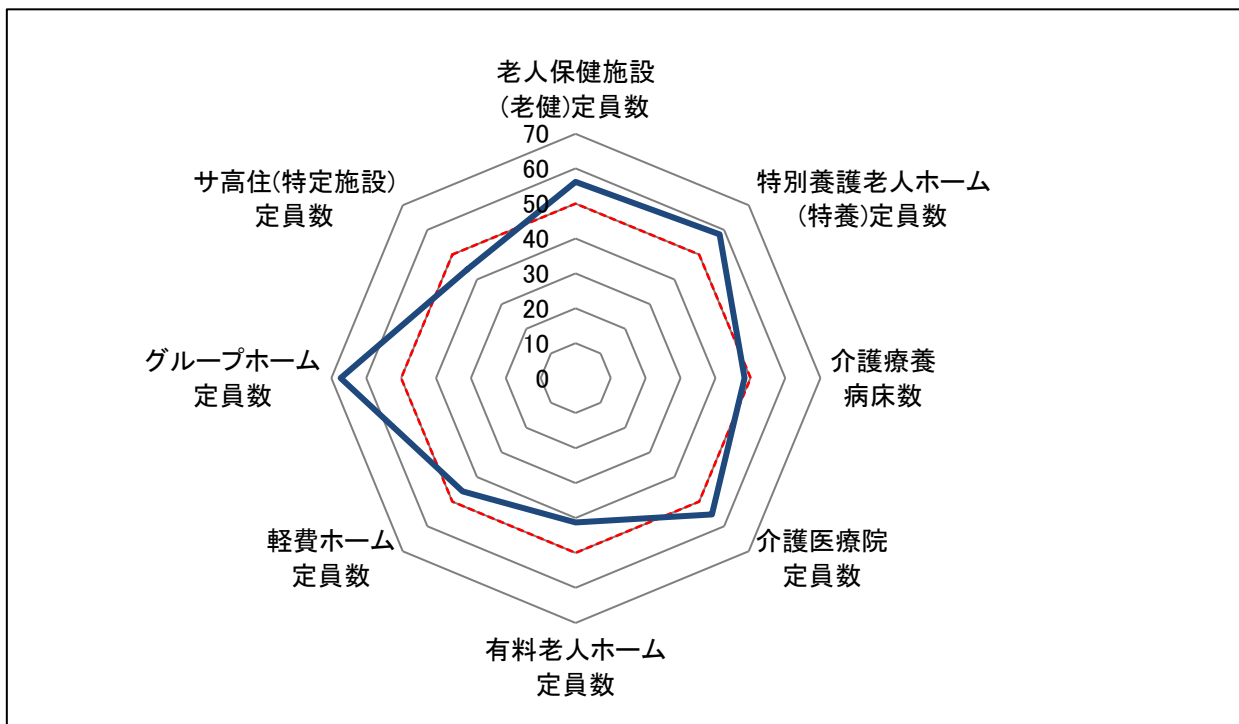 老人保健施設
(老健)定員数
特別養護老人ホーム
(特養)定員数
介護療養
病床数
介護医療院
定員数
有料老人ホーム
定員数
軽費ホーム
定員数
グループホーム
定員数
サ高住(特定施設)
定員数
70
60
50
40
30
20
10
0